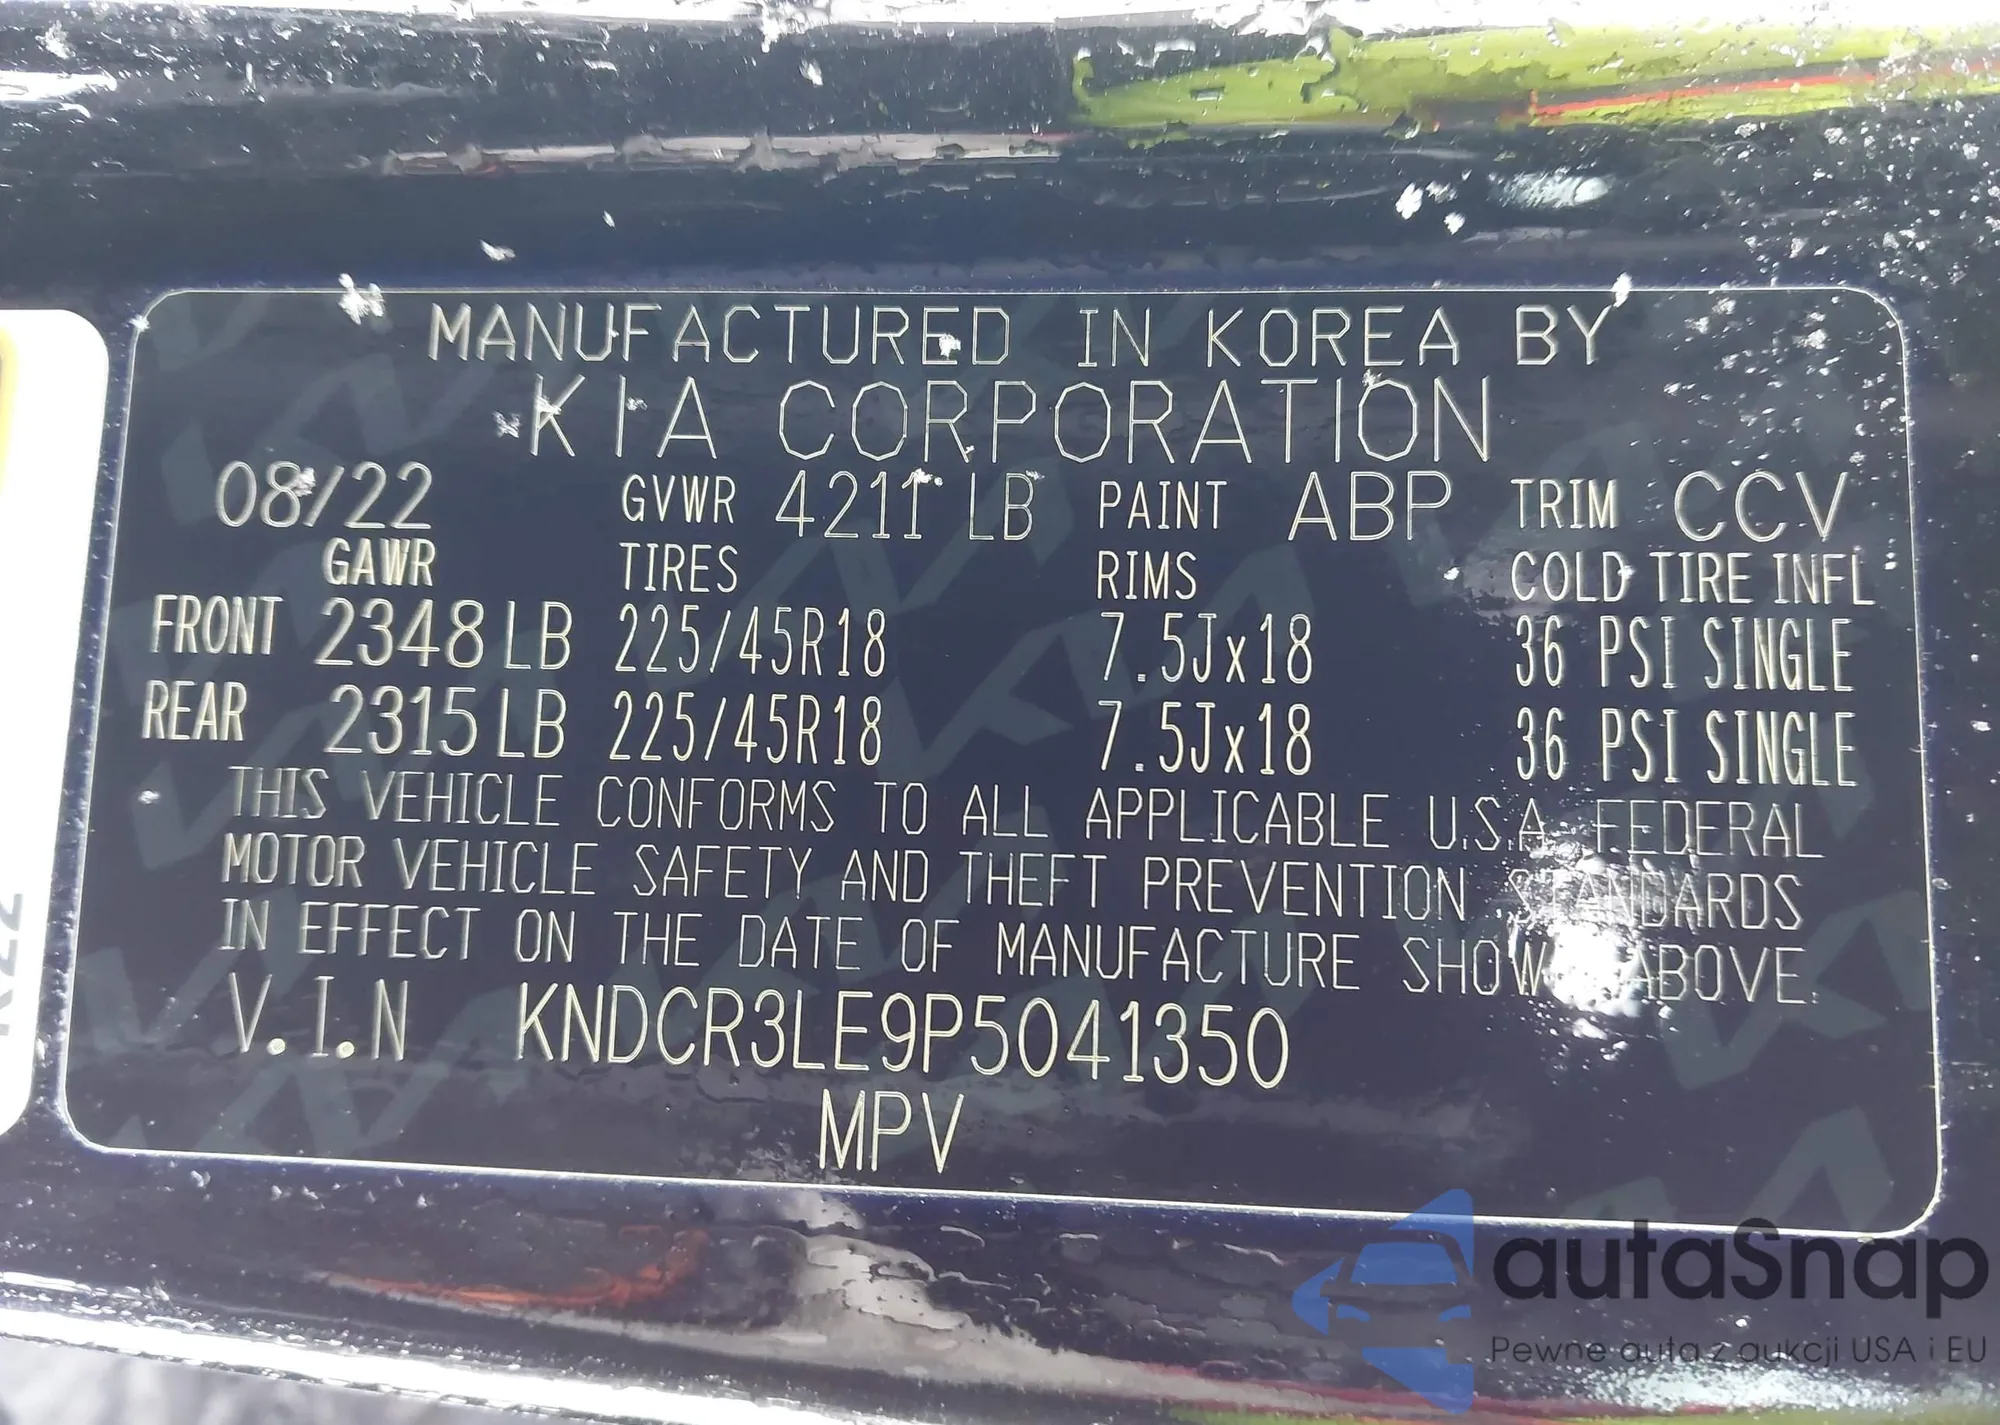 MANUFACTURED IN KOREA BY
KIA CORPORATION
08/22 GVWR 4211 LB PAINT ABP TRIM CCV
GAWR TIRES RIMS COLD TIRE INFL
FRONT 2348 LB 225/45R18 7.5Jx18 36 PSI SINGLE
REAR 2315 LB 225/45R18 7.5Jx18 36 PSI SINGLE
THIS VEHICLE CONFORMS TO ALL APPLICABLE U.S.A. FEDERAL
MOTOR VEHICLE SAFETY AND THEFT PREVENTION STANDARDS
IN EFFECT ON THE DATE OF MANUFACTURE SHOWN ABOVE.
V.I.N KNDCR3LE9P5041350
MPV
autaSnap
Pewne auta z aukcji USA i EU